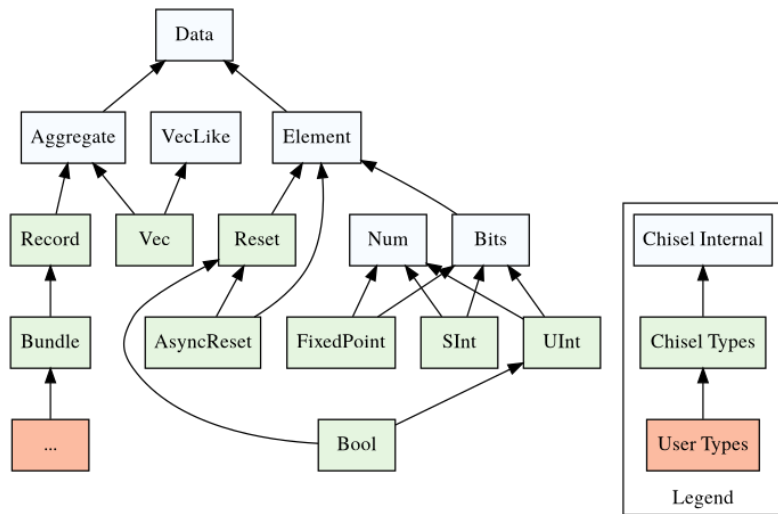 Data
Aggregate
VecLike
Element
Record
Vec
Reset
Num
Bits
Chisel Internal
Bundle
AsyncReset
FixedPoint
SInt
UInt
Chisel Types
...
Bool
User Types
Legend